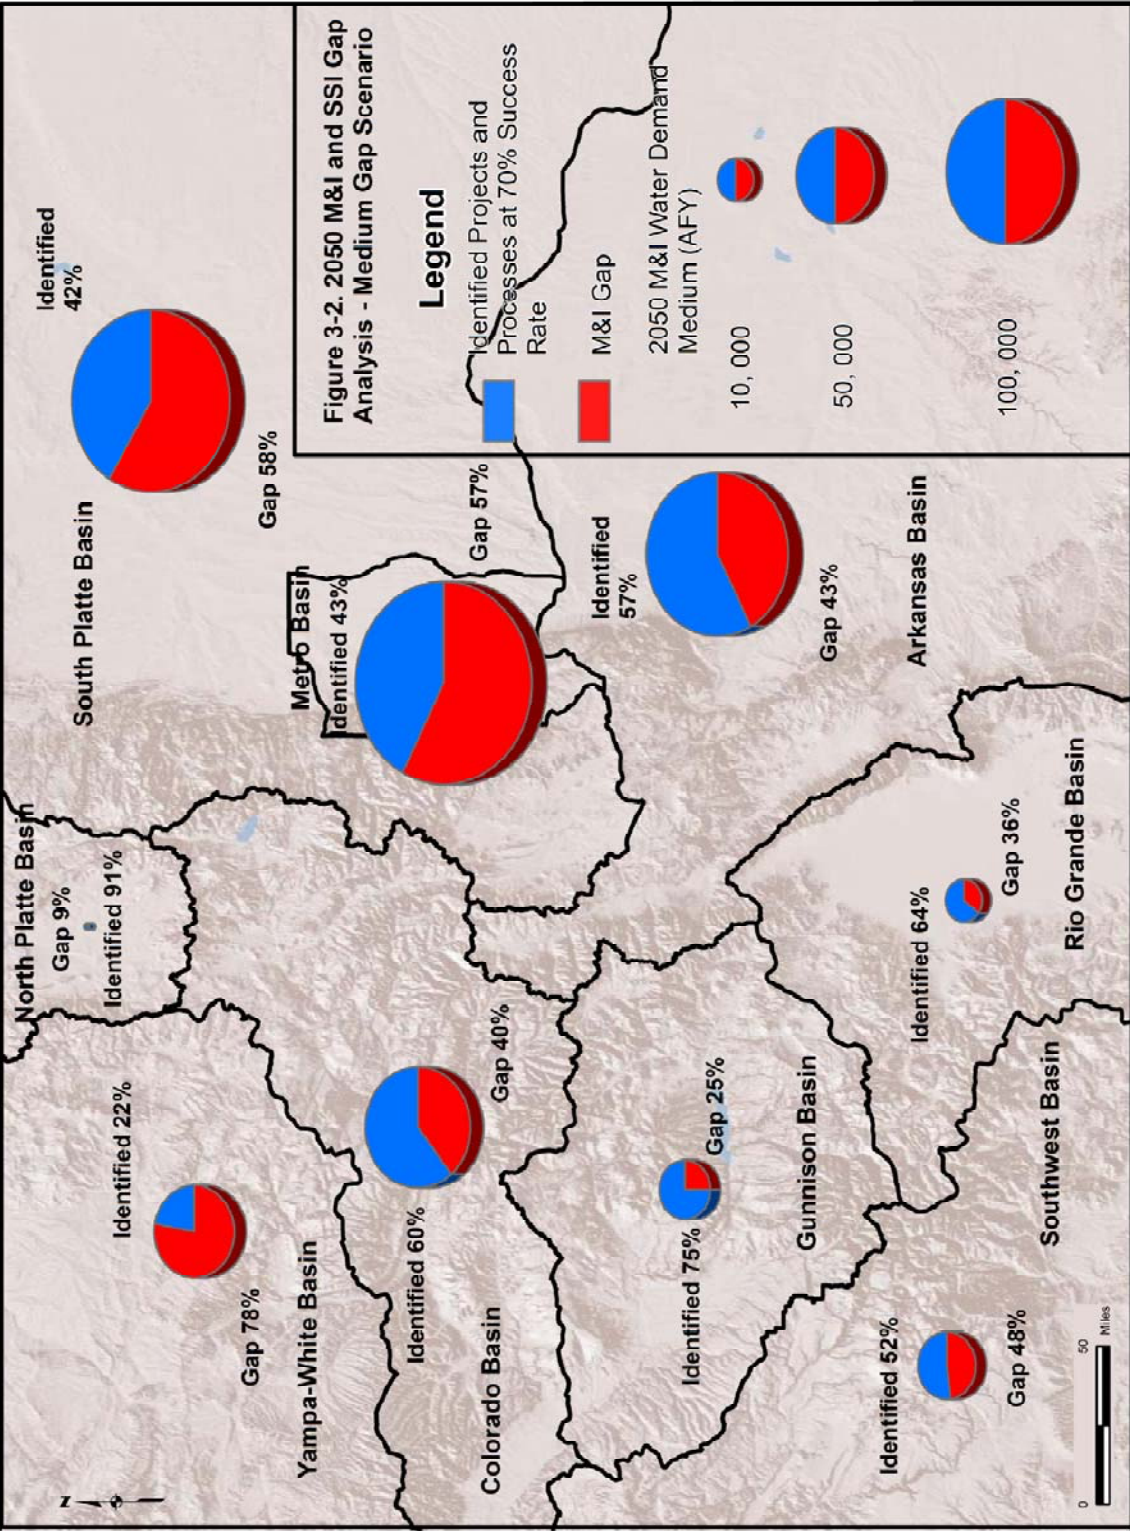 North Platte Basin
Gap 9%
Identified 91%
South Platte Basin
Identified
42%
Gap 58%
Identified 22%
Gap 78%
Yampa-White Basin
Metro Basin
Identified 43%
Gap 57%
Identified 60%
Gap 40%
Colorado Basin
Identified
57%
Gap 43%
Arkansas Basin
Identified 75%
Gap 25%
Gunnison Basin
Identified 64%
Gap 36%
Rio Grande Basin
Identified 52%
Gap 48%
Southwest Basin
N
0
50
Miles
Figure 3-2. 2050 M&I and SSI Gap
Analysis - Medium Gap Scenario
Legend
Identified Projects and
Processes at 70% Success
Rate
M&I Gap
2050 M&I Water Demand
Medium (AFY)
10, 000
50, 000
100, 000